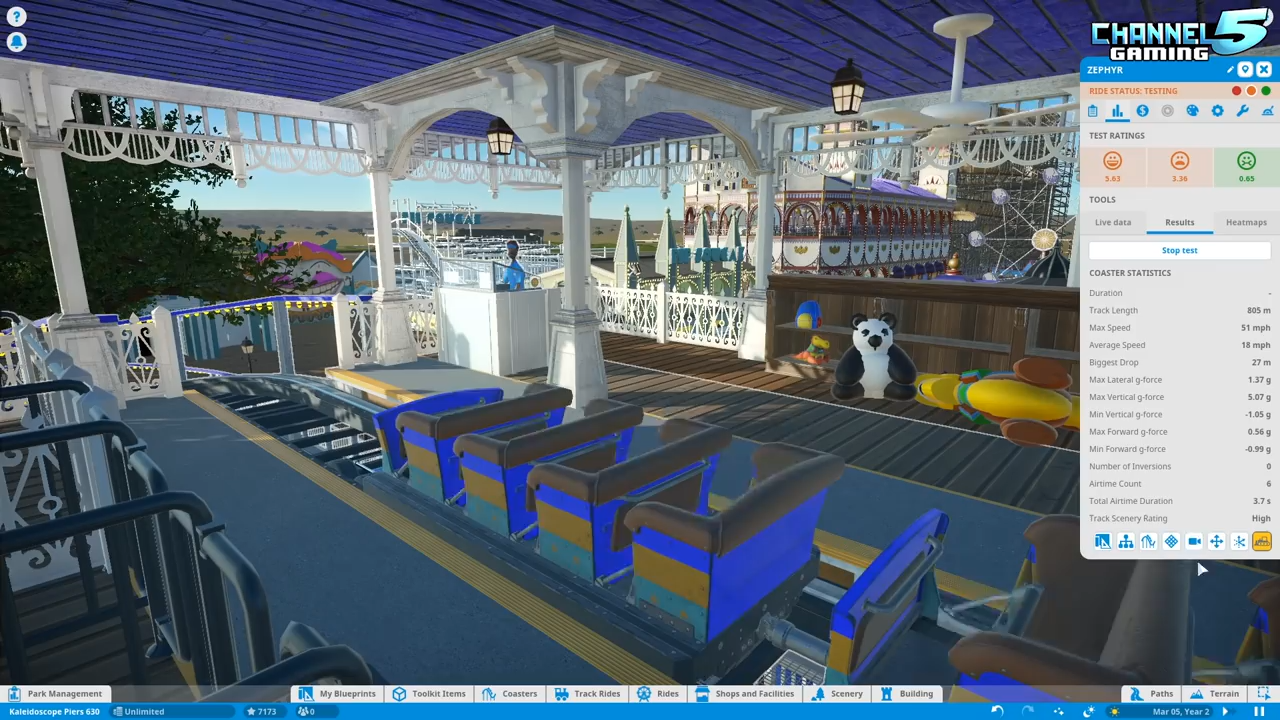 CHANNEL 5
GAMING
ZEPHYR
RIDE STATUS: TESTING
TEST RATINGS
5.63 3.36 0.65
TOOLS
Live data Results Heatmaps
Stop test
COASTER STATISTICS
Duration -
Track Length 805 m
Max Speed 51 mph
Average Speed 18 mph
Biggest Drop 27 m
Max Lateral g-force 1.37 g
Max Vertical g-force 5.07 g
Min Vertical g-force -1.05 g
Max Forward g-force 0.56 g
Min Forward g-force -0.99 g
Number of Inversions 0
Airtime Count 6
Total Airtime Duration 3.7 s
Track Scenery Rating High
Park Management My Blueprints Toolkit Items Coasters Track Rides Rides Shops and Facilities Scenery Building Paths Terrain
Kaleidoscope Piers 630 Unlimited 7173 0 Mar 05, Year 2